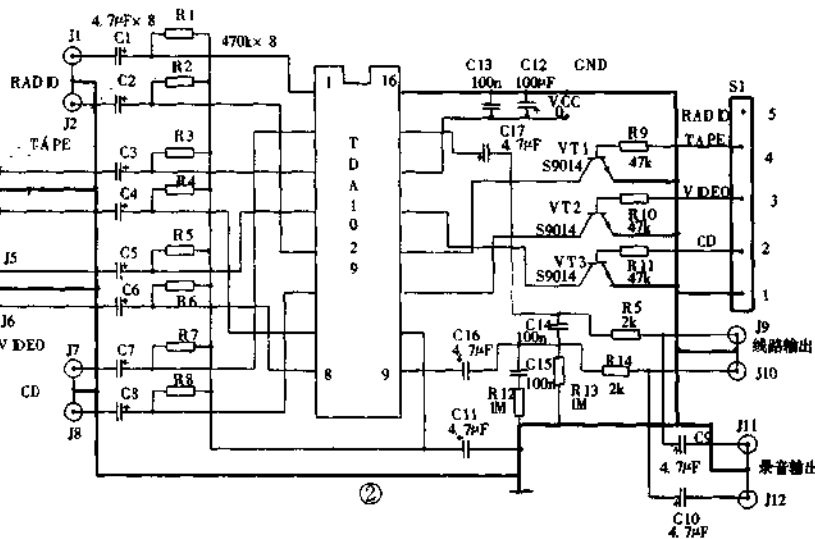 4.7μF×8
R1
J1
C1
470k×8
RADIO
R2
C2
J2
TAPE
R3
C3
R4
C4
J5
R5
C5
C6
R6
J6
VIDEO
J7
R7
C7
CD
R8
C8
J8
1
16
TDA1029
8
9
C13
100n
C12
100μF
GND
VCC
C17
4.7μF
VT1
S9014
VT2
S9014
VT3
S9014
R9
47k
R10
47k
R11
47k
S1
RADIO
5
TAPE
4
VIDEO
3
CD
2
1
C16
4.7μF
C14
100n
C15
100n
R12
1M
R13
1M
R5
2k
R14
2k
J9
线路输出
J10
C11
4.7μF
C9
4.7μF
J11
录音输出
J12
C10
4.7μF
②